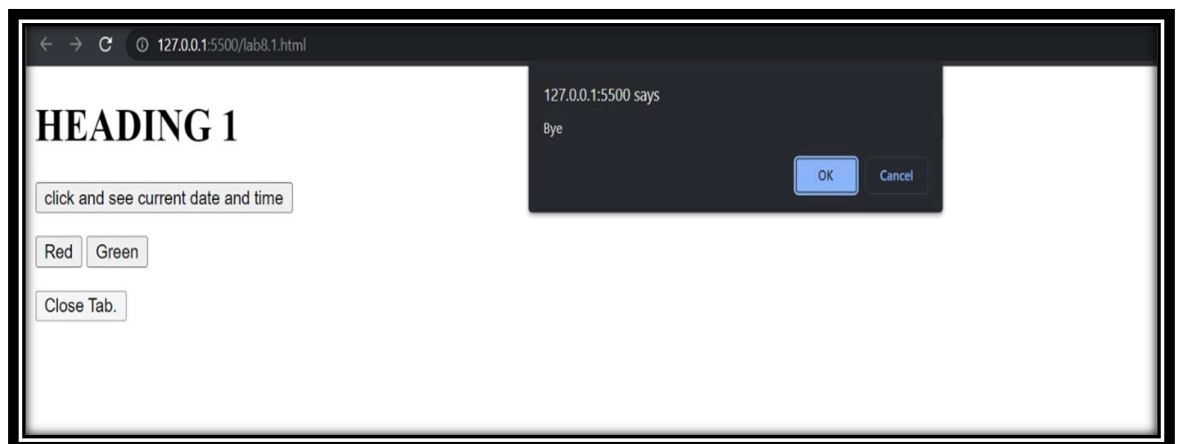 127.0.0.1:5500/lab8.1.html
127.0.0.1:5500 says
Bye
OK Cancel
HEADING 1
click and see current date and time
Red Green
Close Tab.